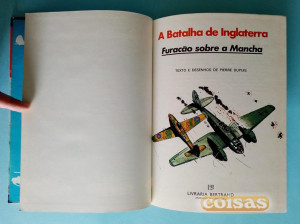 A Batalha de Inglaterra
Furacão sobre a Mancha
TEXTO E DESENHOS DE PIERRE DUPUIS
LIVRARIA BERTRAND
coisas